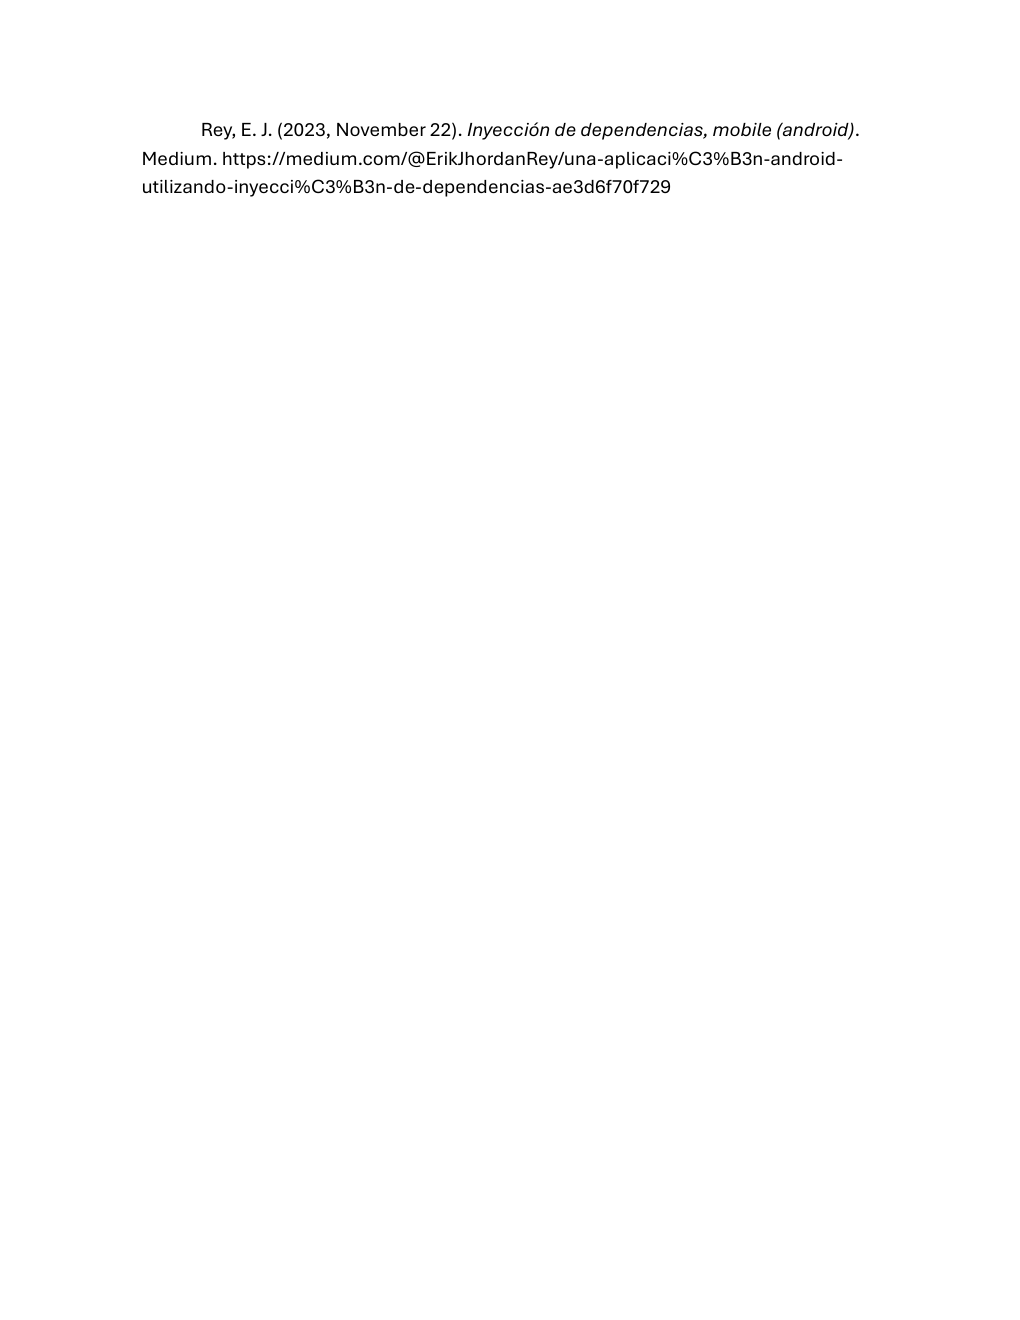 Rey, E. J. (2023, November 22). Inyección de dependencias, mobile (android).
Medium. https://medium.com/@ErikJhordanRey/una-aplicaci%C3%B3n-android-
utilizando-inyecci%C3%B3n-de-dependencias-ae3d6f70f729